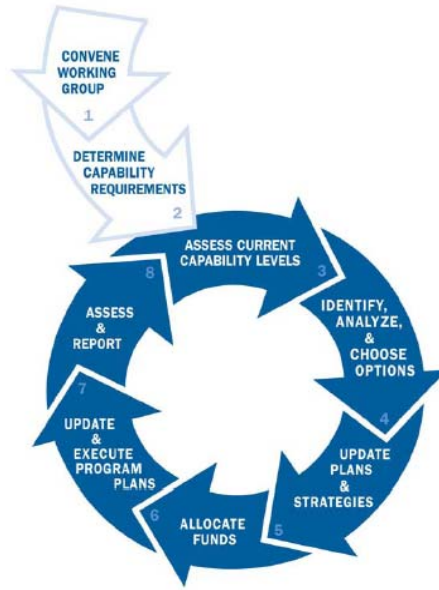 CONVENE
WORKING
GROUP
1
DETERMINE
CAPABILITY
REQUIREMENTS
2
ASSESS CURRENT
CAPABILITY LEVELS
3
IDENTIFY,
ANALYZE,
&
CHOOSE
OPTIONS
4
UPDATE
PLANS
&
STRATEGIES
5
ALLOCATE
FUNDS
6
UPDATE
&
EXECUTE
PROGRAM
PLANS
7
ASSESS
&
REPORT
8